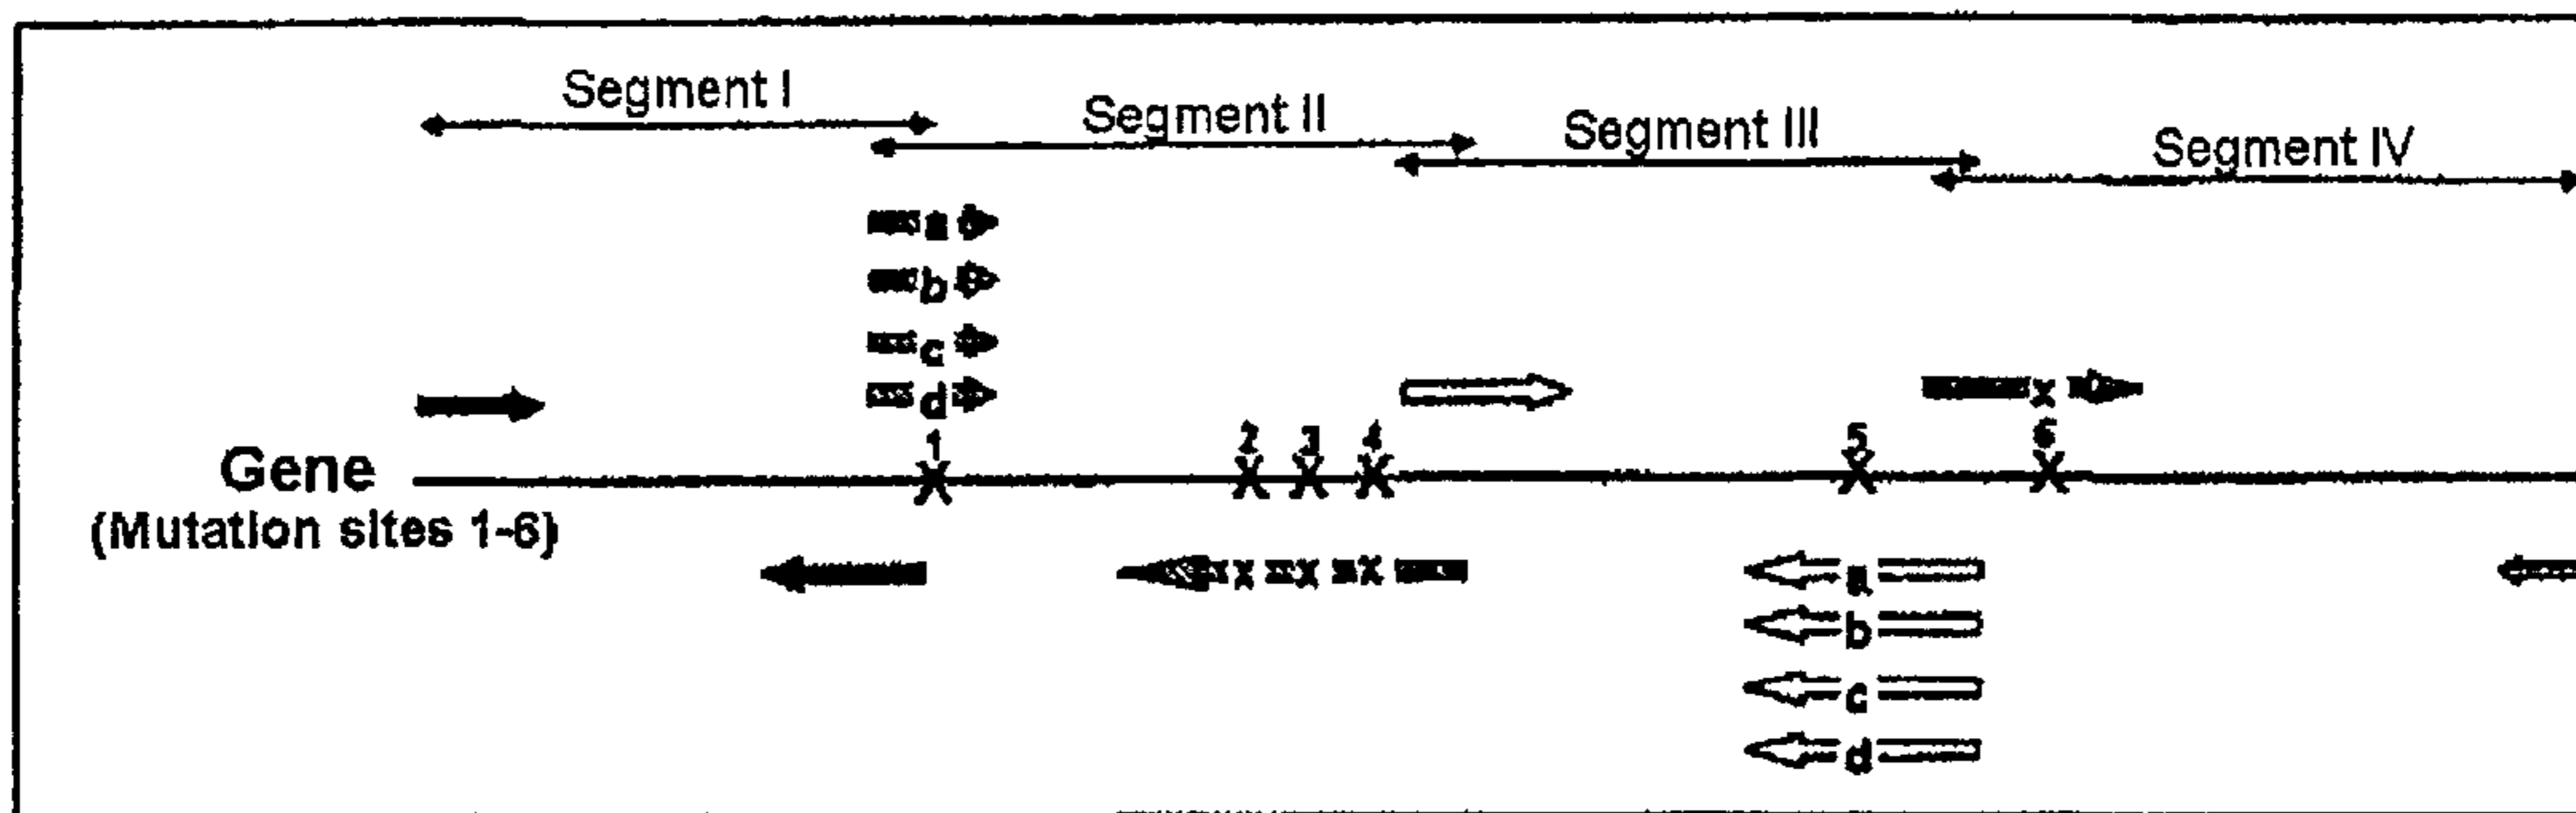 Segment I
Segment II
Segment III
Segment IV
a
b
c
d
x
1
2
3
4
5
6
Gene
X
X
X
X
X
X
(Mutation sites 1-6)
x
x
x
a
b
c
d